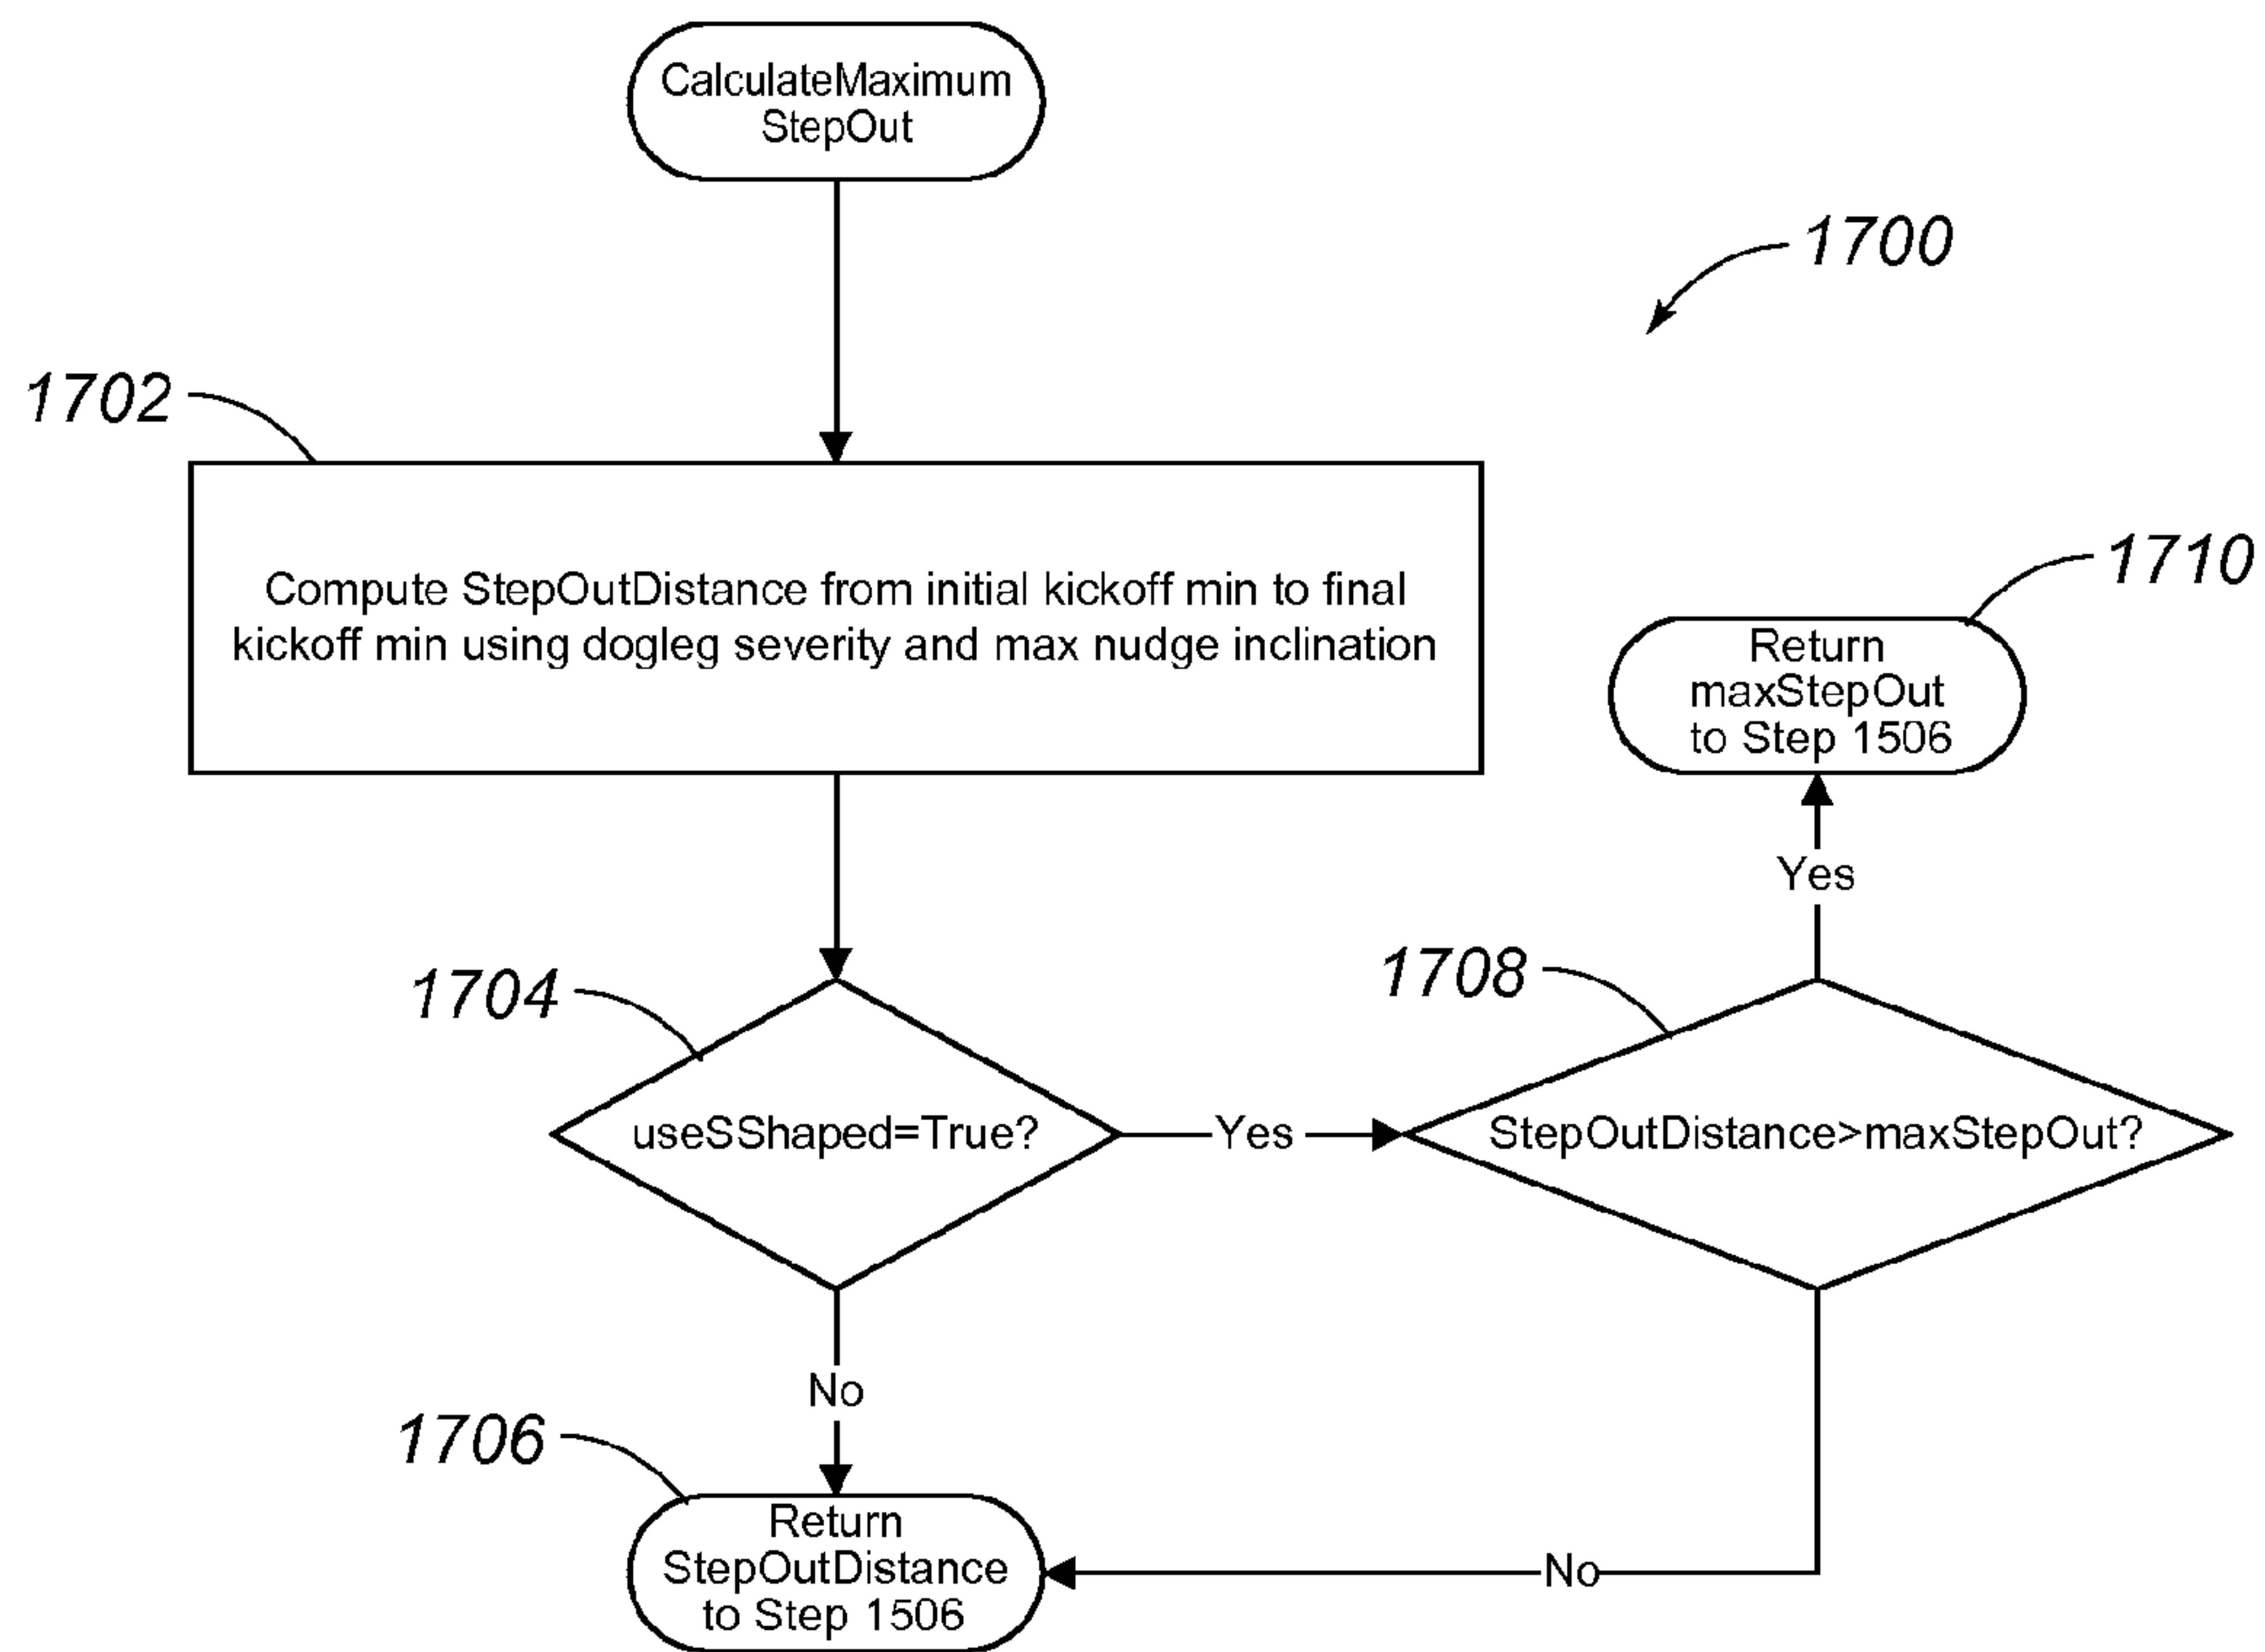 CalculateMaximum
StepOut
1700
1702
Compute StepOutDistance from initial kickoff min to final
kickoff min using dogleg severity and max nudge inclination
1710
Return
maxStepOut
to Step 1506
Yes
1704
1708
useSShaped=True?
Yes
StepOutDistance>maxStepOut?
No
1706
Return
StepOutDistance
to Step 1506
No